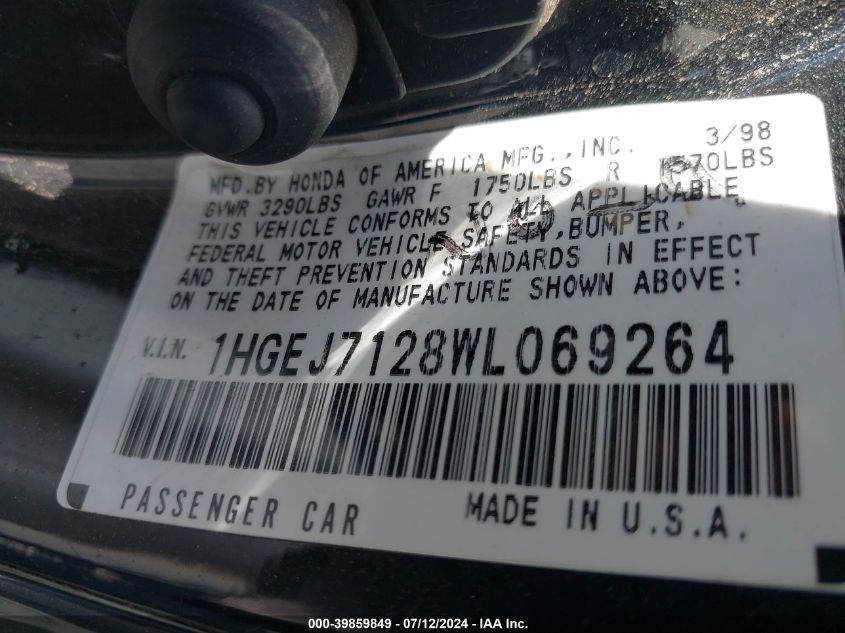 3/98
MFD.BY HONDA OF AMERICA MFG.,INC.
GVWR 3290LBS GAWR F 1750LBS R 1570LBS
THIS VEHICLE CONFORMS TO ALL APPLICABLE
FEDERAL MOTOR VEHICLE SAFETY,BUMPER,
AND THEFT PREVENTION STANDARDS IN EFFECT
ON THE DATE OF MANUFACTURE SHOWN ABOVE:
V.I.N. 1HGEJ7128WL069264
PASSENGER CAR MADE IN U.S.A.
000-39859849 - 07/12/2024 - IAA Inc.